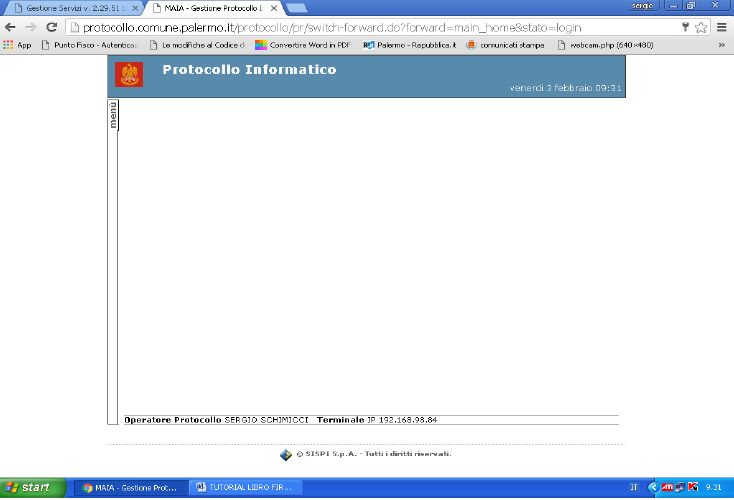 Gestione Servizi v. 2.29.51 b
MAIA - Gestione Protocollo I
sergio
protocollo.comune.palermo.it/protocollo/pr/switch-forward.do?forward=main_home&stato=login
App Punto Fisco - Autenticaz Le modifiche al Codice d Convertire Word in PDF Palermo - Repubblica.it comunicati stampa webcam.php (640×480) »
Protocollo Informatico
venerdì 3 febbraio 09:31
menù
Operatore Protocollo SERGIO SCHIMICCI Terminale IP 192.168.98.84
© SISPI S.p.A. - Tutti i diritti riservati.
start MAIA - Gestione Prot... TUTORIAL LIBRO FIR... IT 9.31